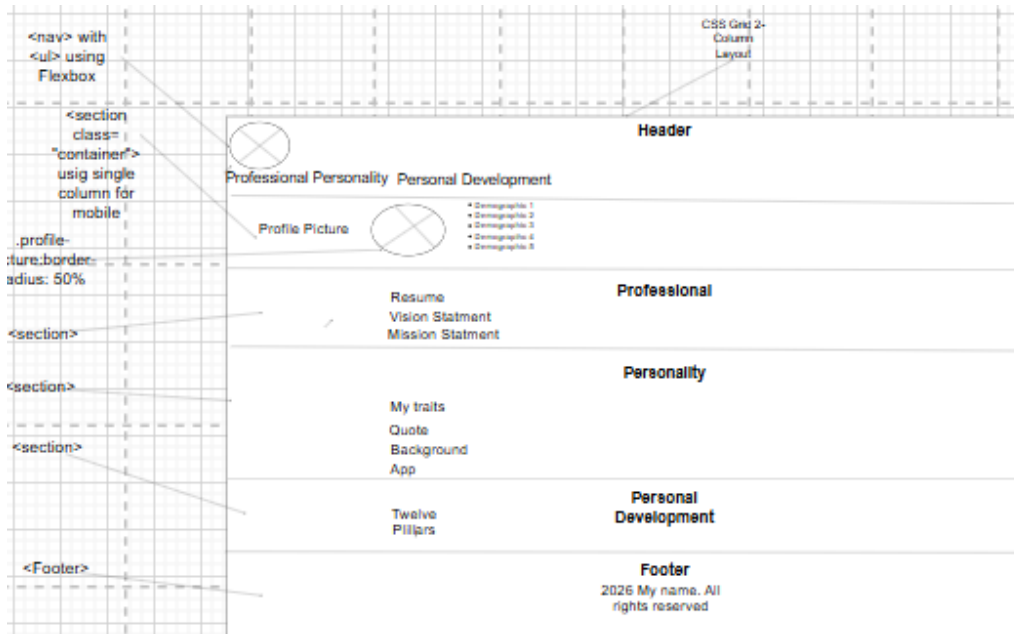 <nav> with
<ul> using
Flexbox
CSS Grid 2-
Column
Layout
<section
class=
"container">
usig single
column for
mobile
Header
Professional Personality Personal Development
Profile Picture
• Demographic 1
• Demographic 2
• Demographic 3
• Demographic 4
• Demographic 5
.profile-
cture:border-
adius: 50%
Professional
Resume
Vision Statment
Mission Statment
<section>
Personality
<section>
My traits
Quote
Background
App
<section>
Personal
Development
Twelve
Pilljars
<Footer>
Footer
2026 My name. All
rights reserved